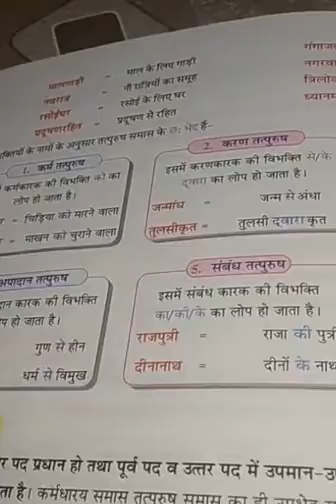 मालगाड़ी = माल के लिए गाड़ी
नवरात्र = नौ रात्रियों का समूह
रसोईघर = रसोई के लिए घर
प्रदूषणरहित = प्रदूषण से रहित
गंगाज
नगरव
त्रिलो
ध्यानम
के नामों के अनुसार तत्पुरुष समास के छः भेद हैं-
1. कर्म तत्पुरुष
कर्मकारक की विभक्ति को का
लोप हो जाता है।
= चिड़िया को मारने वाला
= माखन को चुराने वाला
2. करण तत्पुरुष
इसमें करणकारक की विभक्ति से/के
द्वारा का लोप हो जाता है।
जन्मांध = जन्म से अंधा
तुलसीकृत = तुलसी द्वारा कृत
अपादान तत्पुरुष
दान कारक की विभक्ति
प हो जाता है।
गुण से हीन
धर्म से विमुख
5. संबंध तत्पुरुष
इसमें संबंध कारक की विभक्ति
का/की/के का लोप हो जाता है।
राजपुत्री = राजा की पुत्री
दीनानाथ = दीनों के नाथ
र पद प्रधान हो तथा पूर्व पद व उत्तर पद में उपमान-उ
ता है। कर्मधारय समास तत्पुरुष समास का ही